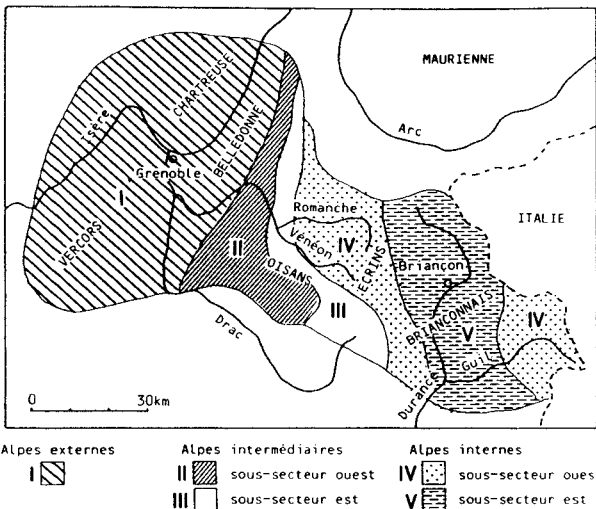 MAURIENNE
CHARTREUSE
Isère
Arc
BELLEDONNE
Grenoble
I
Romanche
ITALIE
VERCORS
Vénéon
IV
II
OISANS
ECRINS
Briançon
III
BRIANÇONNAIS
IV
V
Drac
Guil
Durance
0 30km
Alpes externes Alpes intermédiaires Alpes internes
I II sous-secteur ouest IV sous-secteur oues
III sous-secteur est V sous-secteur est